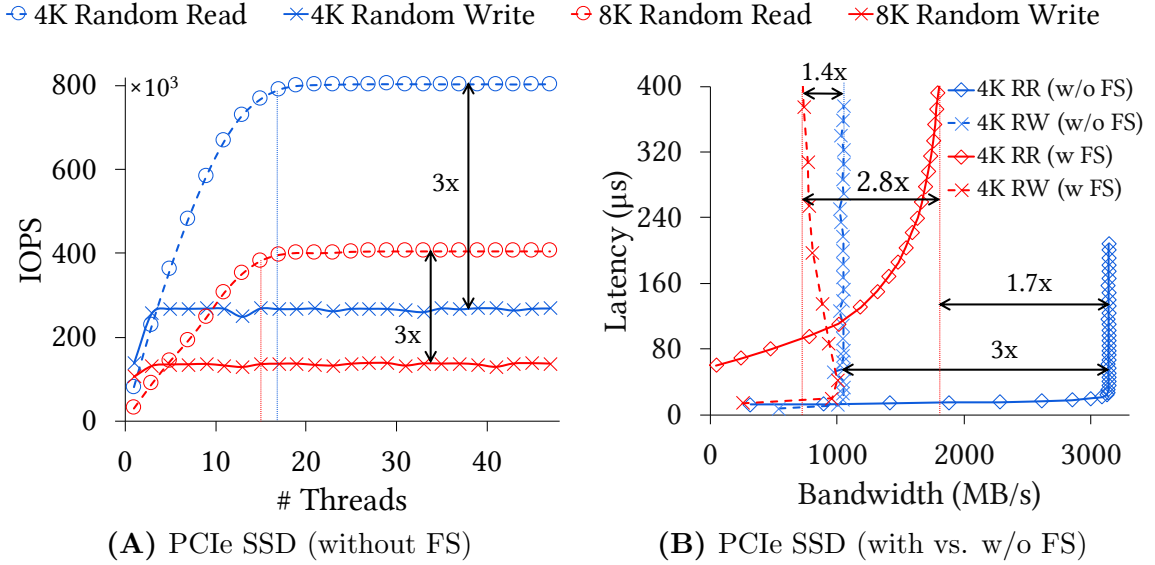 4K Random Read 4K Random Write 8K Random Read 8K Random Write
×10³
800
600
400
200
0
IOPS
3x
3x
0 10 20 30 40
# Threads
(A) PCIe SSD (without FS)
400
320
240
160
80
0
Latency (μs)
1.4x
4K RR (w/o FS)
4K RW (w/o FS)
4K RR (w FS)
4K RW (w FS)
2.8x
1.7x
3x
0 1000 2000 3000
Bandwidth (MB/s)
(B) PCIe SSD (with vs. w/o FS)